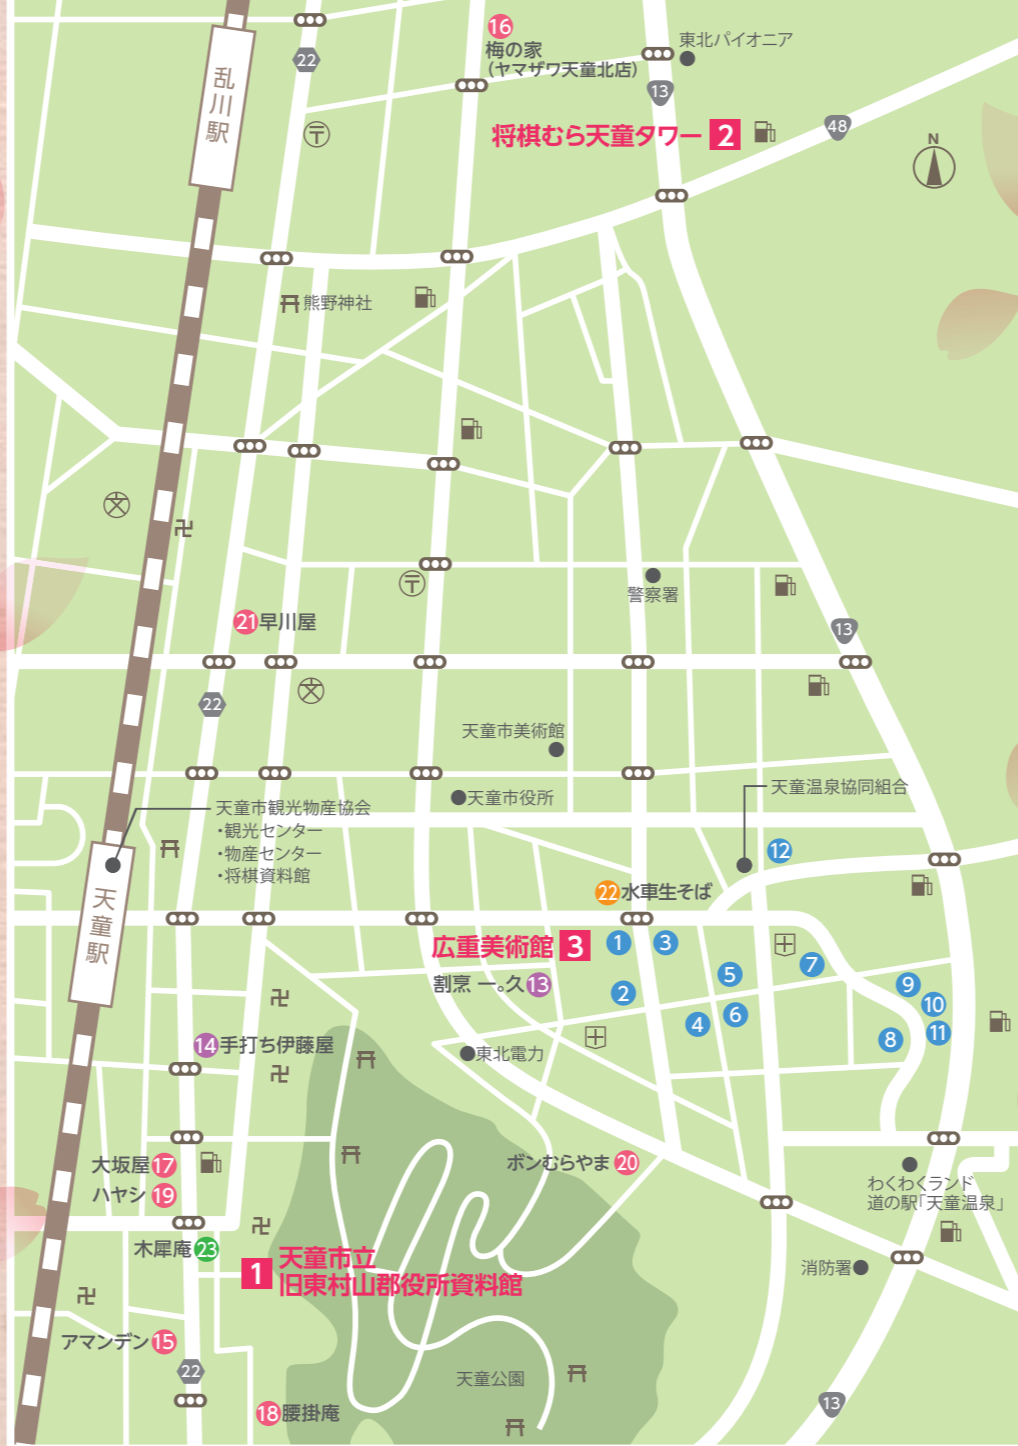 16
梅の家
(ヤマザワ天童北店)
東北パイオニア
22
13
乱川駅
〒
将棋むら天童タワー 2
48
N
熊野神社
文
卍
〒
警察署
21 早川屋
13
文
22
天童市美術館
天童市役所
天童市観光物産協会
・観光センター
・物産センター
・将棋資料館
天童温泉協同組合
12
天童駅
22 水車生そば
広重美術館 3
1
3
割烹 一。久 13
2
5
7
4
6
9
10
11
8
卍
14 手打ち伊藤屋
卍
東北電力
大坂屋 17
ハヤシ 19
ボンむらやま 20
わくわくランド
道の駅「天童温泉」
卍
木犀庵 23
1 天童市立
旧東村山郡役所資料館
消防署
卍
アマンデン 15
22
天童公園
13
18 腰掛庵